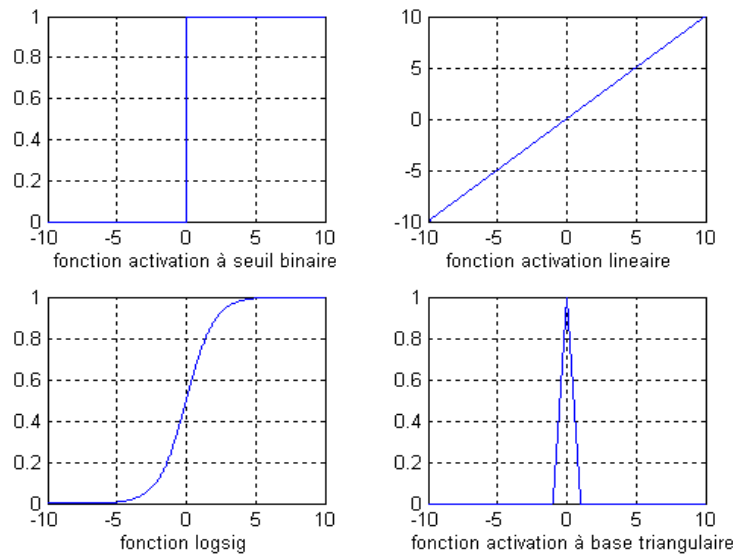 1
0.8
0.6
0.4
0.2
0
-10 -5 0 5 10
fonction activation à seuil binaire
10
5
0
-5
-10
-10 -5 0 5 10
fonction activation lineaire
1
0.8
0.6
0.4
0.2
0
-10 -5 0 5 10
fonction logsig
1
0.8
0.6
0.4
0.2
0
-10 -5 0 5 10
fonction activation à base triangulaire